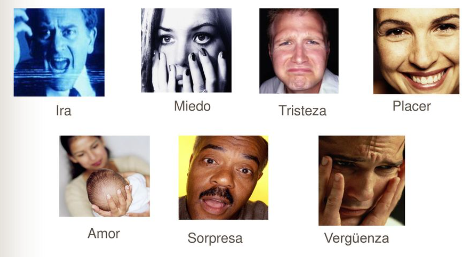 Ira
Miedo
Tristeza
Placer
Amor
Sorpresa
Vergüenza